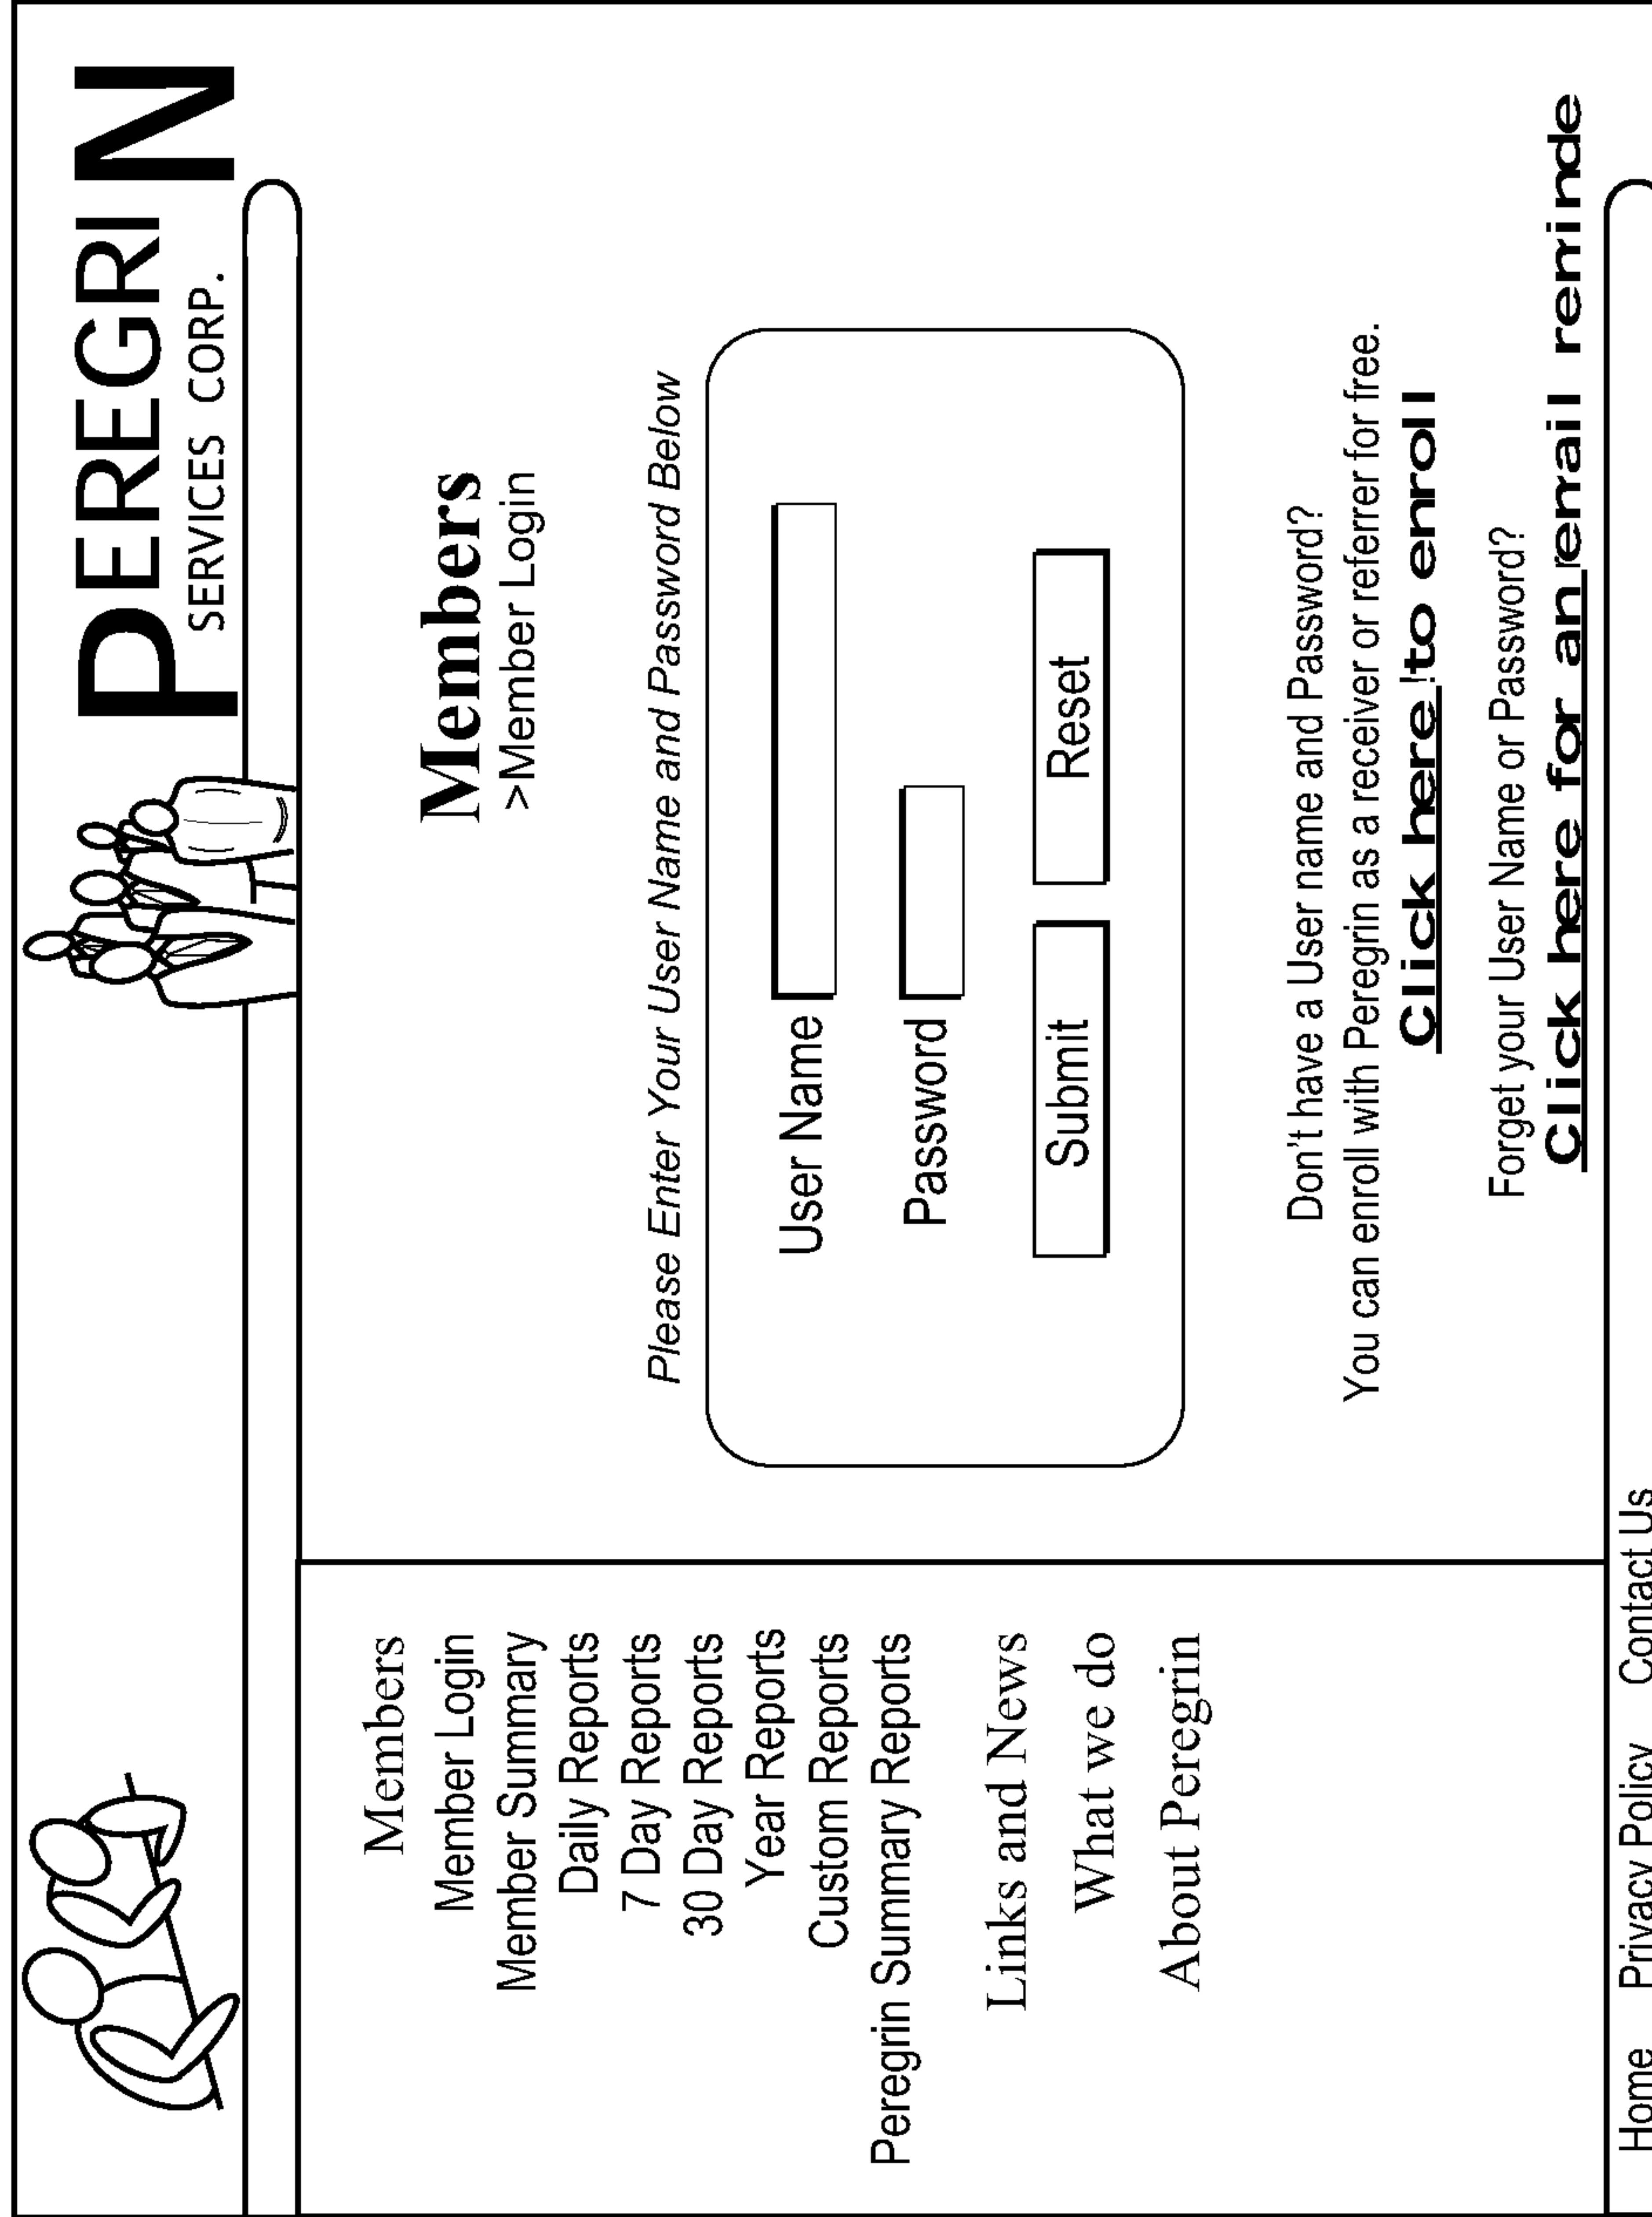 PEREGRIN
SERVICES CORP.
Members
Member Login
Member Summary
Daily Reports
7 Day Reports
30 Day Reports
Year Reports
Custom Reports
Peregrin Summary Reports
Links and News
What we do
About Peregrin
Members
>Member Login
Please Enter Your User Name and Password Below
User Name
Password
Submit Reset
Don't have a User name and Password?
You can enroll with Peregrin as a receiver or referrer for free.
Click here!to enroll
Forget your User Name or Password?
Click here for an email reminde
Home Privacy Policy Contact Us